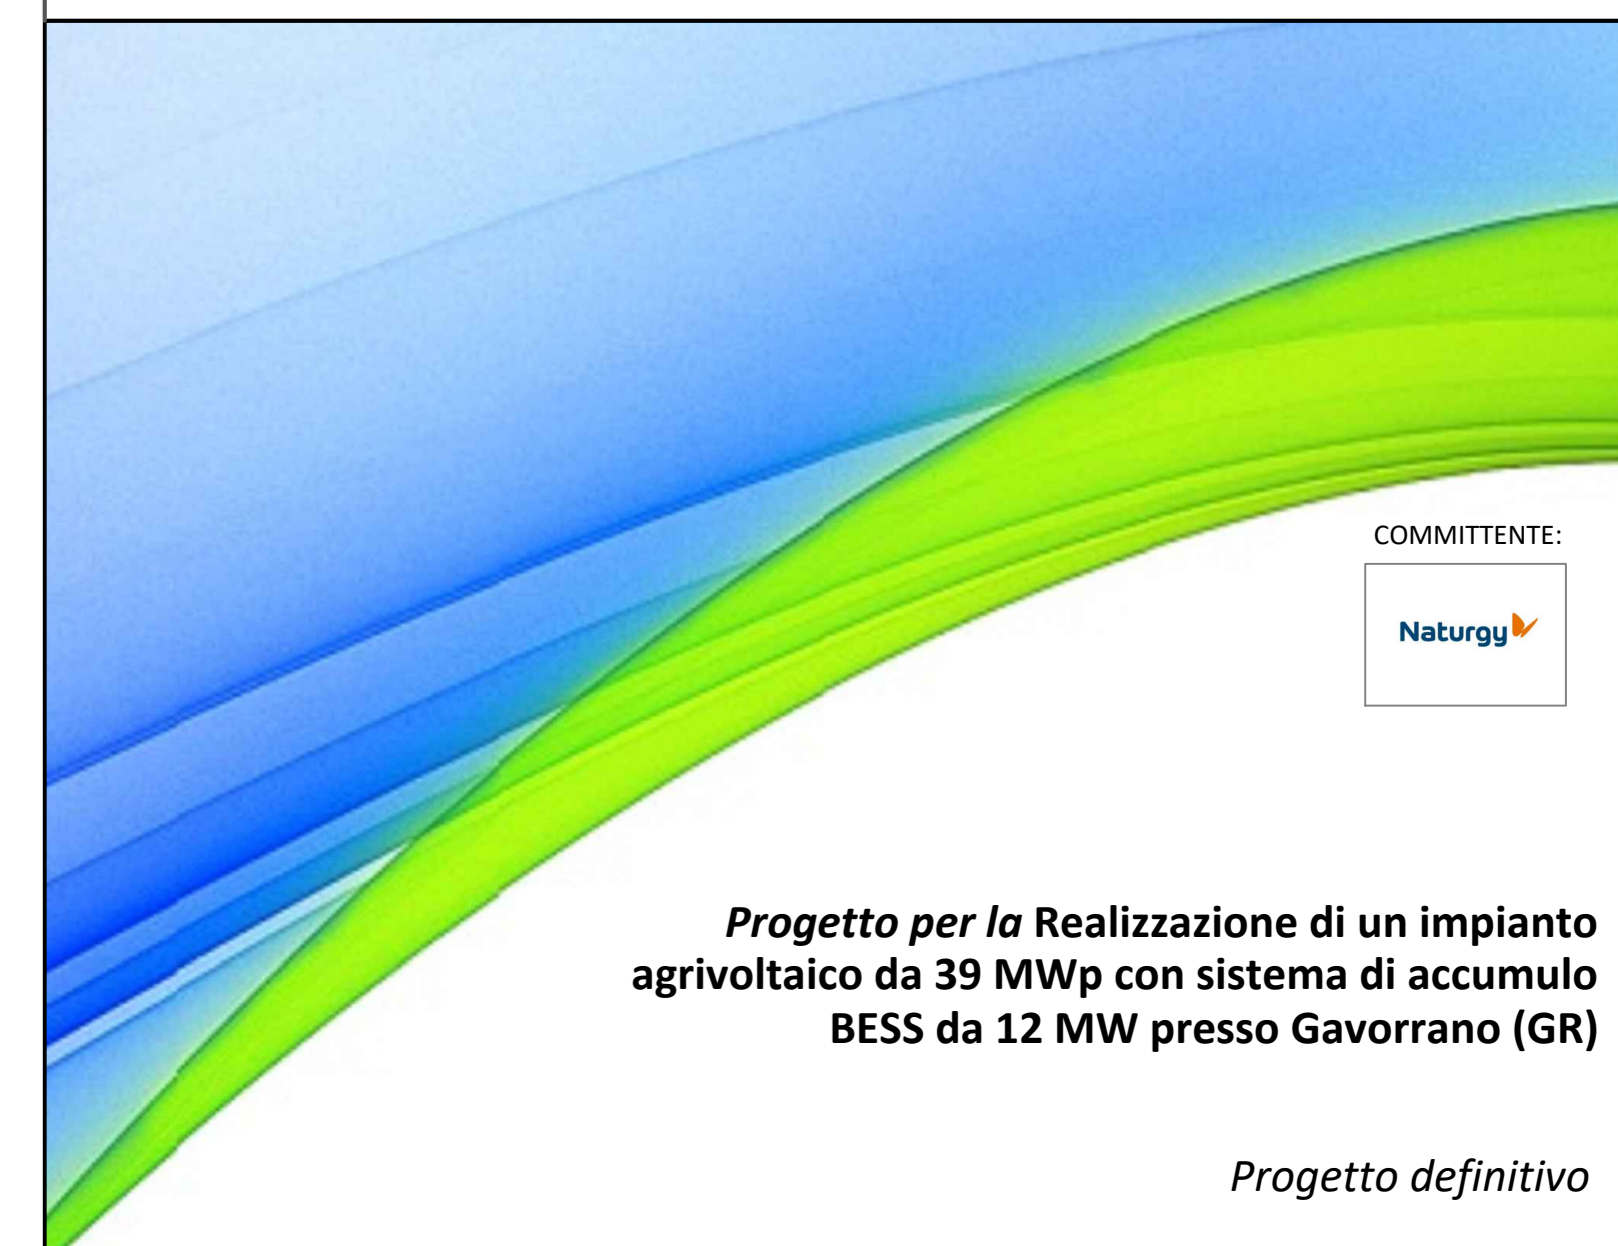 COMMITTENTE:
Naturgy
Progetto per la Realizzazione di un impianto
agrivoltaico da 39 MWp con sistema di accumulo
BESS da 12 MW presso Gavorrano (GR)
Progetto definitivo